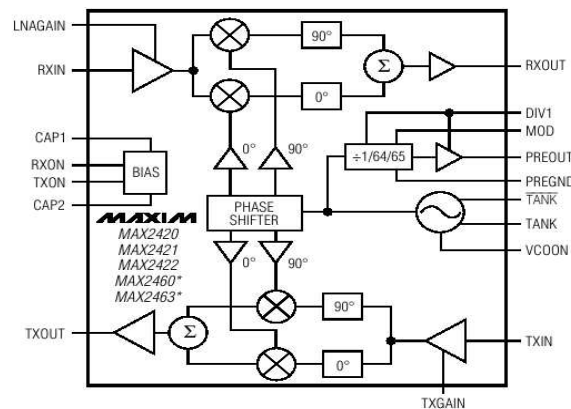 LNAGAIN
RXIN
90°
0°
Σ
RXOUT
CAP1
RXON
TXON
CAP2
BIAS
0°
90°
DIV1
MOD
÷1/64/65
PREOUT
PREGND
PHASE
SHIFTER
TANK
TANK
VCOON
MAXIM
MAX2420
MAX2421
MAX2422
MAX2460*
MAX2463*
0°
90°
TXOUT
Σ
90°
0°
TXIN
TXGAIN